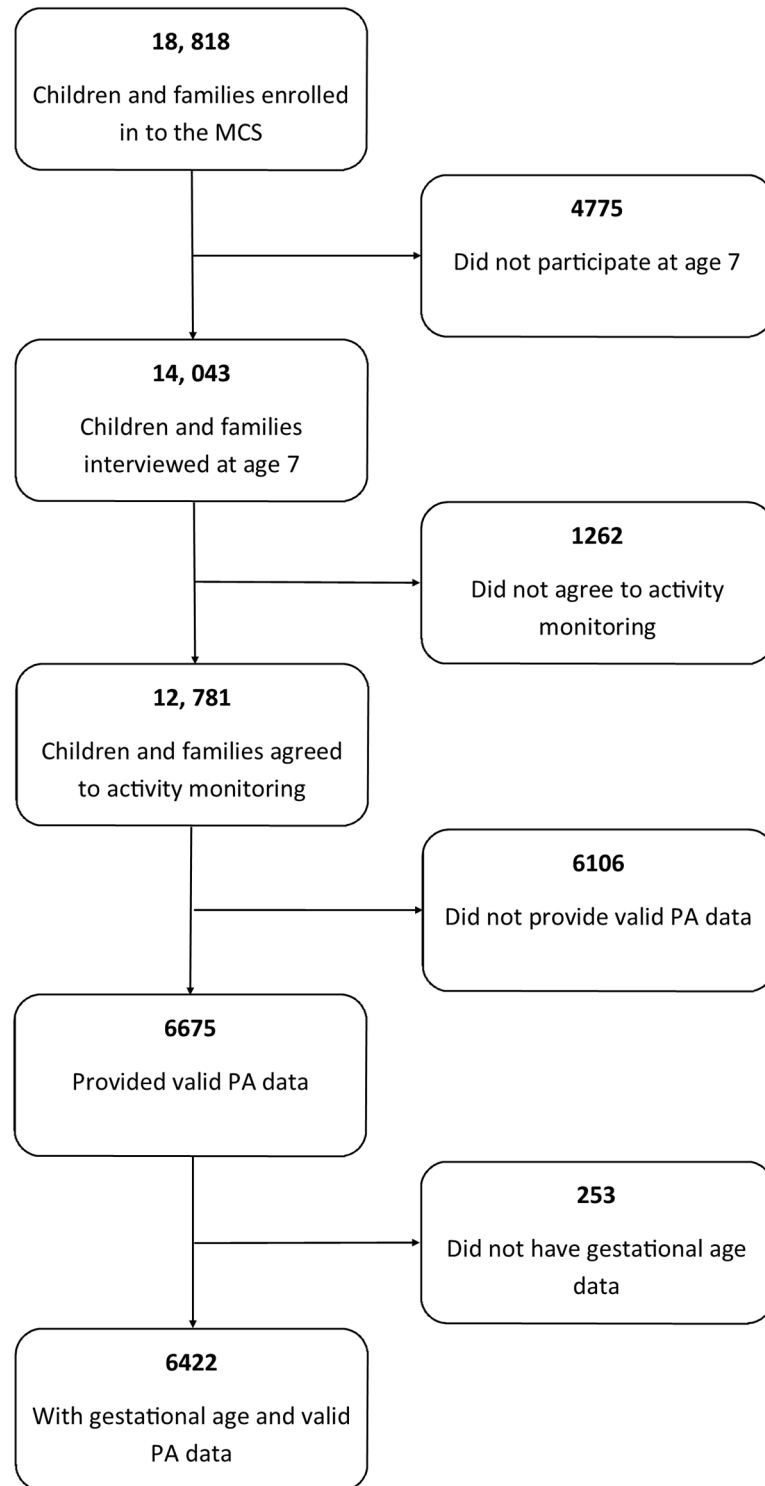 18, 818
Children and families enrolled
in to the MCS
4775
Did not participate at age 7
14, 043
Children and families
interviewed at age 7
1262
Did not agree to activity
monitoring
12, 781
Children and families agreed
to activity monitoring
6106
Did not provide valid PA data
6675
Provided valid PA data
253
Did not have gestational age
data
6422
With gestational age and valid
PA data